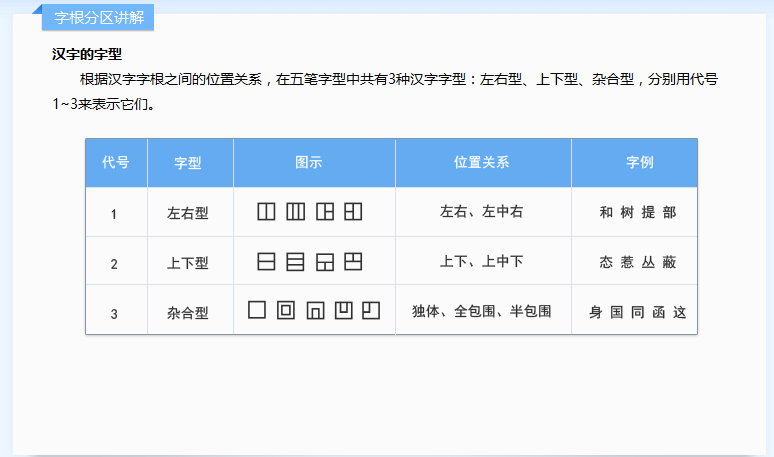 字根分区讲解
汉字的字型
根据汉字字根之间的位置关系，在五笔字型中共有3种汉字字型：左右型、上下型、杂合型，分别用代号
1~3来表示它们。
代号 字型 图示 位置关系 字例
1 左右型 左右、左中右 和 树 提 部
2 上下型 上下、上中下 态 惹 丛 蔽
3 杂合型 独体、全包围、半包围 身 国 同 函 这